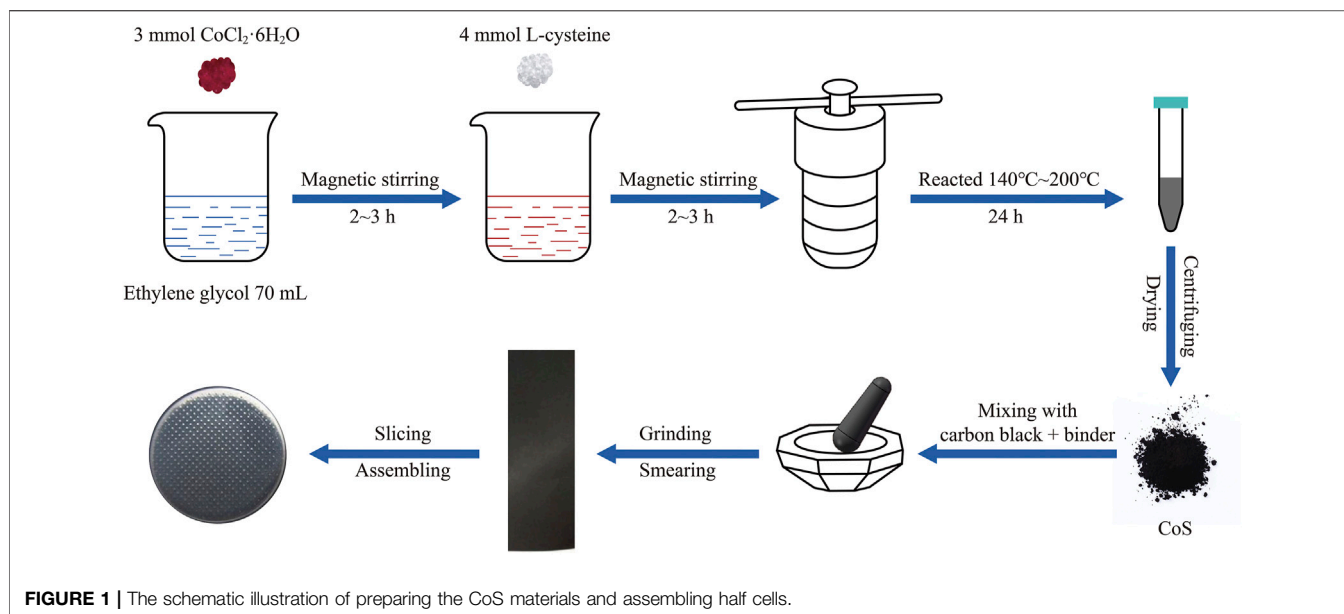 3 mmol CoCl₂·6H₂O
4 mmol L-cysteine
Magnetic stirring
2~3 h
Magnetic stirring
2~3 h
Reacted 140℃~200℃
24 h
Ethylene glycol 70 mL
Centrifuging
Drying
Slicing
Assembling
Grinding
Smearing
Mixing with
carbon black + binder
CoS
FIGURE 1 | The schematic illustration of preparing the CoS materials and assembling half cells.